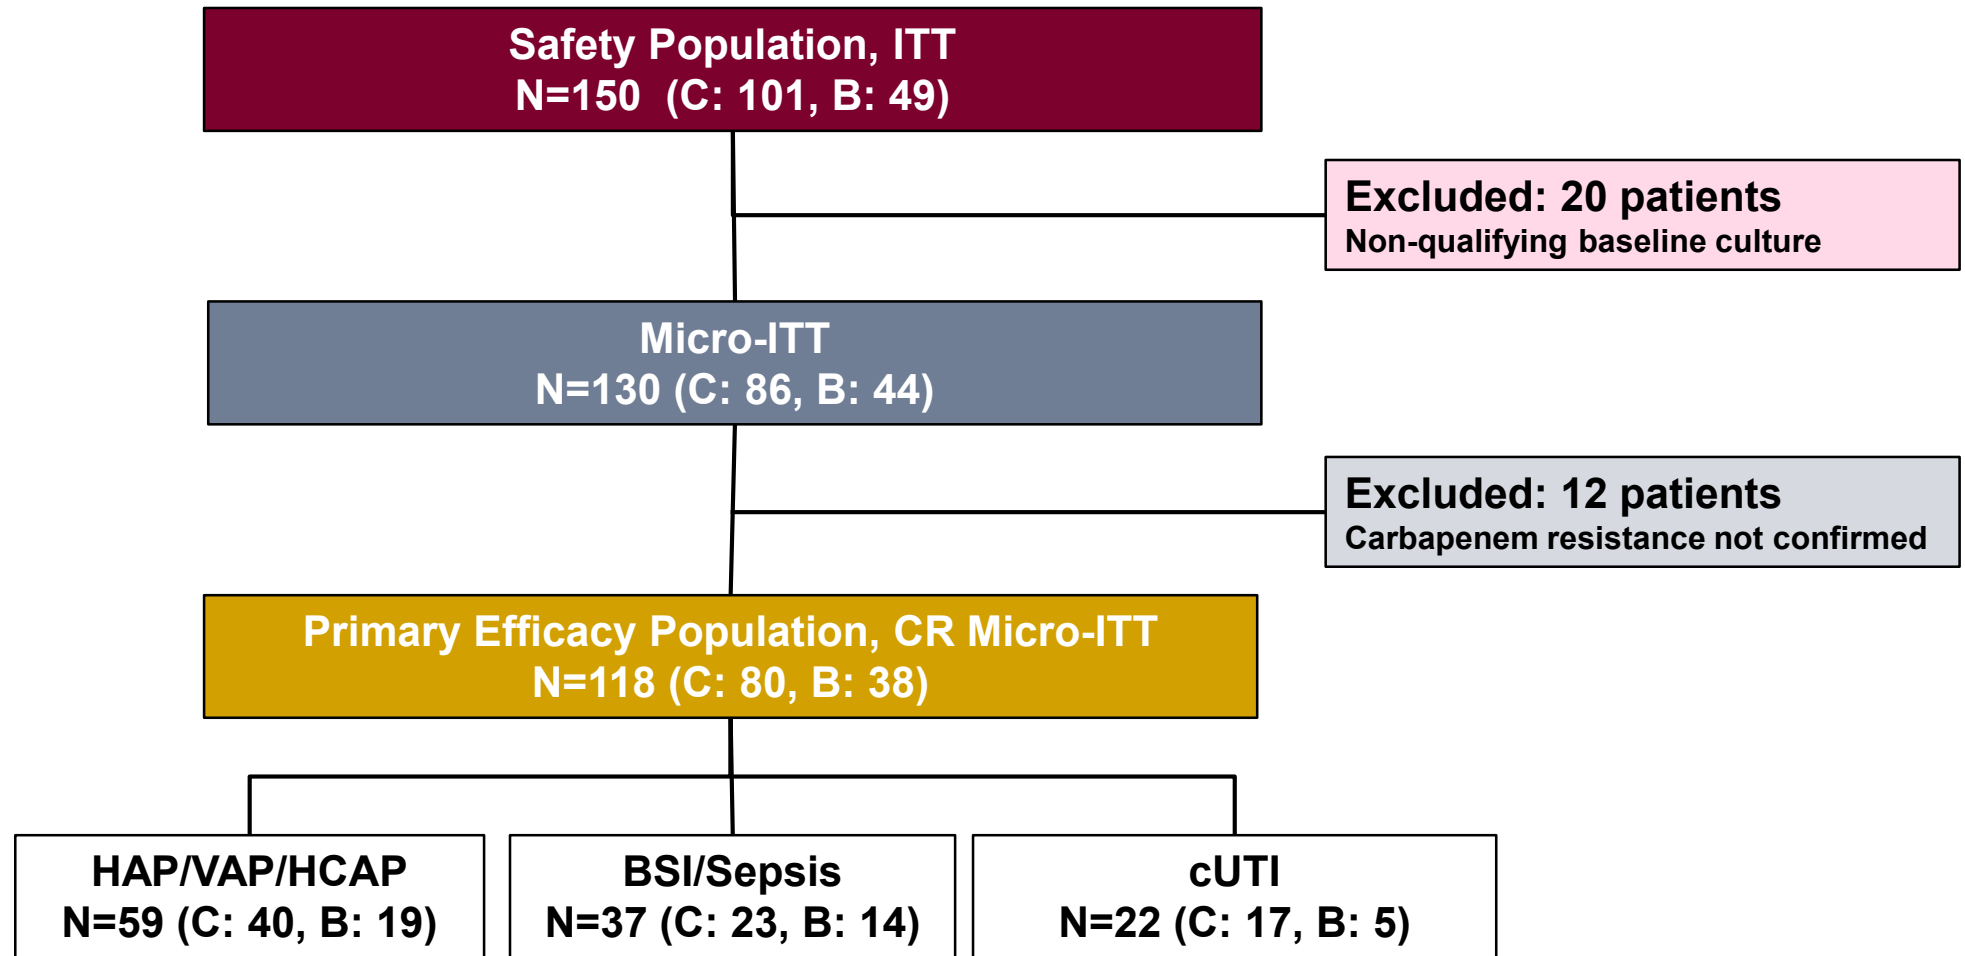 Safety Population, ITT
N=150 (C: 101, B: 49)
Excluded: 20 patients
Non-qualifying baseline culture
Micro-ITT
N=130 (C: 86, B: 44)
Excluded: 12 patients
Carbapenem resistance not confirmed
Primary Efficacy Population, CR Micro-ITT
N=118 (C: 80, B: 38)
HAP/VAP/HCAP
N=59 (C: 40, B: 19)
BSI/Sepsis
N=37 (C: 23, B: 14)
cUTI
N=22 (C: 17, B: 5)